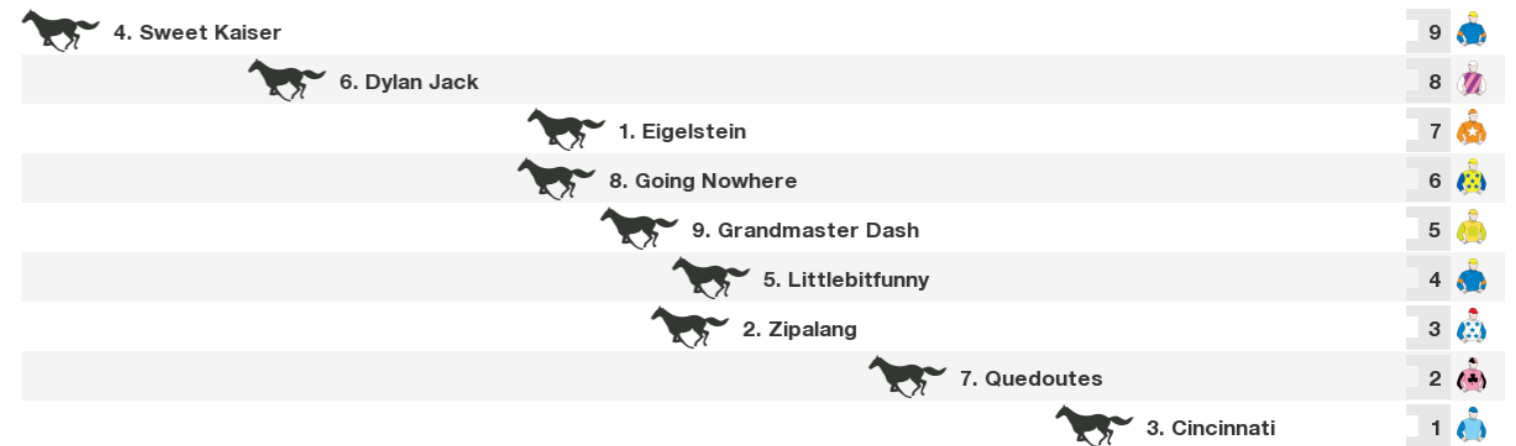 4. Sweet Kaiser 9
6. Dylan Jack 8
1. Eigelstein 7
8. Going Nowhere 6
9. Grandmaster Dash 5
5. Littlebitfunny 4
2. Zipalang 3
7. Quedoutes 2
3. Cincinnati 1